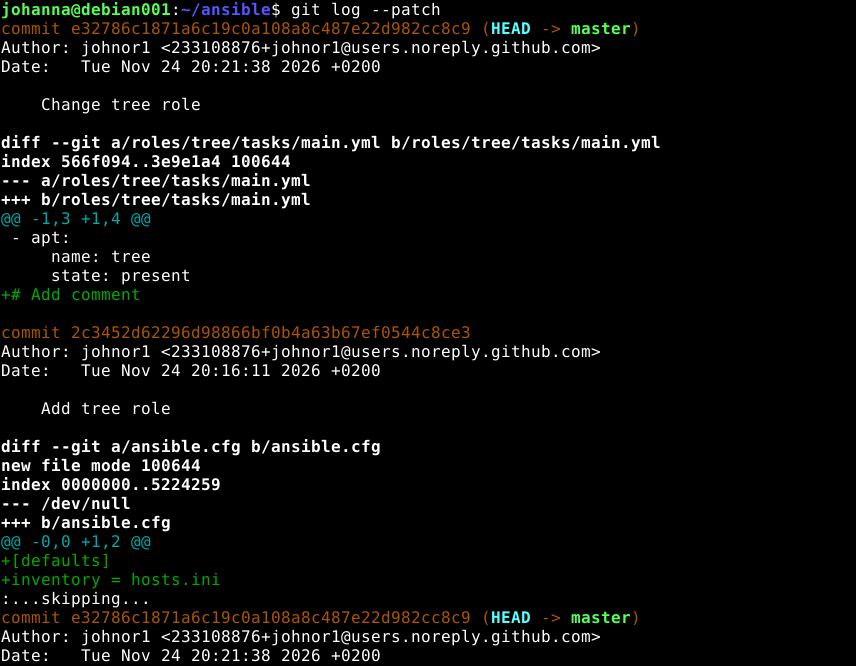 johanna@debian001:~/ansible$ git log --patch
commit e32786c1871a6c19c0a108a8c487e22d982cc8c9 (HEAD -> master)
Author: johnor1 <233108876+johnor1@users.noreply.github.com>
Date:   Tue Nov 24 20:21:38 2026 +0200

    Change tree role

diff --git a/roles/tree/tasks/main.yml b/roles/tree/tasks/main.yml
index 566f094..3e9e1a4 100644
--- a/roles/tree/tasks/main.yml
+++ b/roles/tree/tasks/main.yml
@@ -1,3 +1,4 @@
 - apt:
     name: tree
     state: present
+# Add comment

commit 2c3452d62296d98866bf0b4a63b67ef0544c8ce3
Author: johnor1 <233108876+johnor1@users.noreply.github.com>
Date:   Tue Nov 24 20:16:11 2026 +0200

    Add tree role

diff --git a/ansible.cfg b/ansible.cfg
new file mode 100644
index 0000000..5224259
--- /dev/null
+++ b/ansible.cfg
@@ -0,0 +1,2 @@
+[defaults]
+inventory = hosts.ini
:...skipping...
commit e32786c1871a6c19c0a108a8c487e22d982cc8c9 (HEAD -> master)
Author: johnor1 <233108876+johnor1@users.noreply.github.com>
Date:   Tue Nov 24 20:21:38 2026 +0200